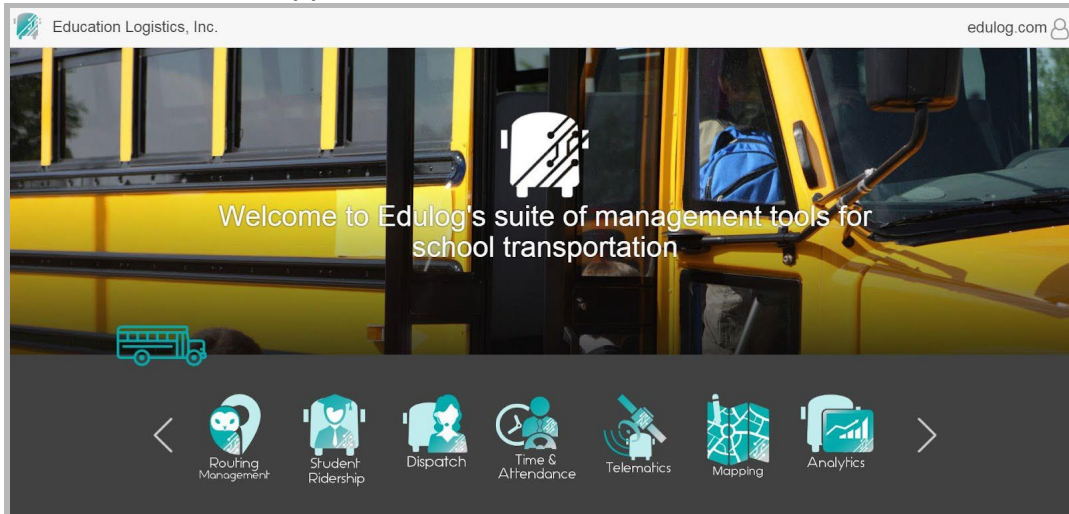 Education Logistics, Inc.
edulog.com
Welcome to Edulog's suite of management tools for
school transportation
Routing
Management
Student
Ridership
Dispatch
Time &
Attendance
Telematics
Mapping
Analytics